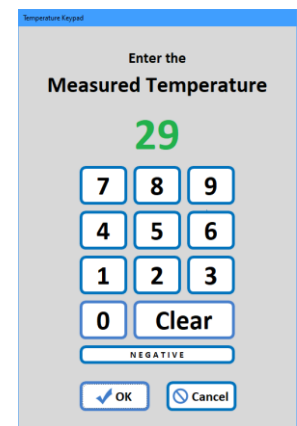 Temperature Keypad
Enter the
Measured Temperature
29
7 8 9
4 5 6
1 2 3
0 Clear
NEGATIVE
OK Cancel